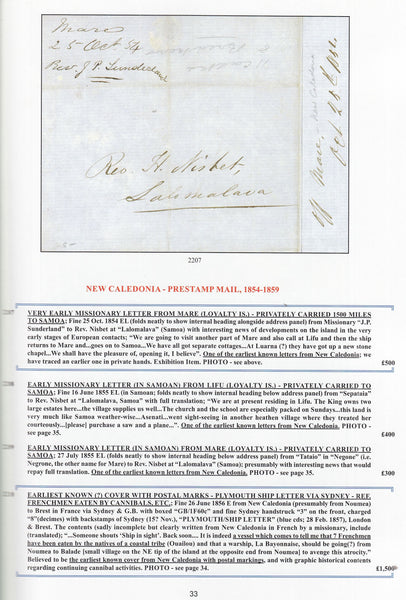 Mare
25 Oct 54
Rev. J. P. Sunderland
Rev. H. Nisbet,
Lalomalava
Mare,
New Caledonia
Oct 25th 185
2207
NEW CALEDONIA - PRESTAMP MAIL, 1854-1859
VERY EARLY MISSIONARY LETTER FROM MARE (LOYALTY IS.) - PRIVATELY CARRIED 1500 MILES
TO SAMOA; Fine 25 Oct. 1854 EL (folds neatly to show internal heading alongside address panel) from Missionary "J.P.
Sunderland" to Rev. Nisbet at "Lalomalava" (Samoa) with interesting news of developments on the island in the very
early stages of European contacts; "We are going to visit another part of Mare and also call at Lifu and then the ship
returns to Mare and...goes on to Samoa...We have all got separate cottages...At Luarna (?) they have got up a new stone
chapel...We shall have the pleasure of, opening it, I believe". One of the earliest known letters from New Caledonia; we
have traced an earlier one in private hands. Exhibition Item. PHOTO - see above.
£500
EARLY MISSIONARY LETTER (IN SAMOAN) FROM LIFU (LOYALTY IS.) - PRIVATELY CARRIED TO
SAMOA; Fine 16 June 1855 EL (in Samoan; folds neatly to show internal heading below address panel) from "Sepataia"
to Rev. Nisbet at "Lalomalava, Samoa" with full translation; "We are at present residing in Lifu. The King owns two
large estates here...the village supplies us well...The church and the school are especially packed on Sundays...this land is
very much like Samoa weather-wise...Aseuati...went sight-seeing in another heathen village where they treated her
courteously...[please] purchase a saw and a plane...". One of the earliest known letters from New Caledonia. PHOTO -
see page 35.
£400
EARLY MISSIONARY LETTER (IN SAMOAN) FROM MARE (LOYALTY IS.) - PRIVATELY CARRIED TO
SAMOA; 27 July 1855 EL (folds neatly to show internal heading below address panel) from "Tataio" in "Negone" (i.e.
Negrone, the other name for Mare) to Rev. Nisbet at "Lalomalava" (Samoa); presumably with interesting news that would
repay full translation. One of the earliest known letters from New Caledonia. PHOTO - see page 35.
£300
EARLIEST KNOWN (?) COVER WITH POSTAL MARKS - PLYMOUTH SHIP LETTER VIA SYDNEY - REF.
FRENCHMEN EATEN BY CANNIBALS, ETC.; Fine 26 June 1856 E from New Caledonia (presumably from Noumea)
to Brest in France via Sydney & G.B. with boxed "GB/1F60c" and fine Sydney handstruck "3" on the front, charged
"8"(decimes) with backstamps of Sydney (15? Nov.), "PLYMOUTH/SHIP LETTER" (blue eds; 28 Feb. 1857), London
& Brest. The contents (sadly incomplete but clearly written from New Caledonia in French by a missionary, include
(translated); "...Someone shouts 'Ship in sight'. Back soon... It is indeed a vessel which comes to tell me that 7 Frenchmen
have been eaten by the natives of a coastal tribe (Ouailou) and that a warship, La Bayonnaise, should be going(?) from
Noumea to Balade [small village on the NE tip of the island at the opposite end from Noumea] to avenge this atrocity."
Believed to be the earliest known cover from New Caledonia with postal markings, and with graphic historical contents
regarding continuing cannibal activities. PHOTO - see page 34.
£1,500
33